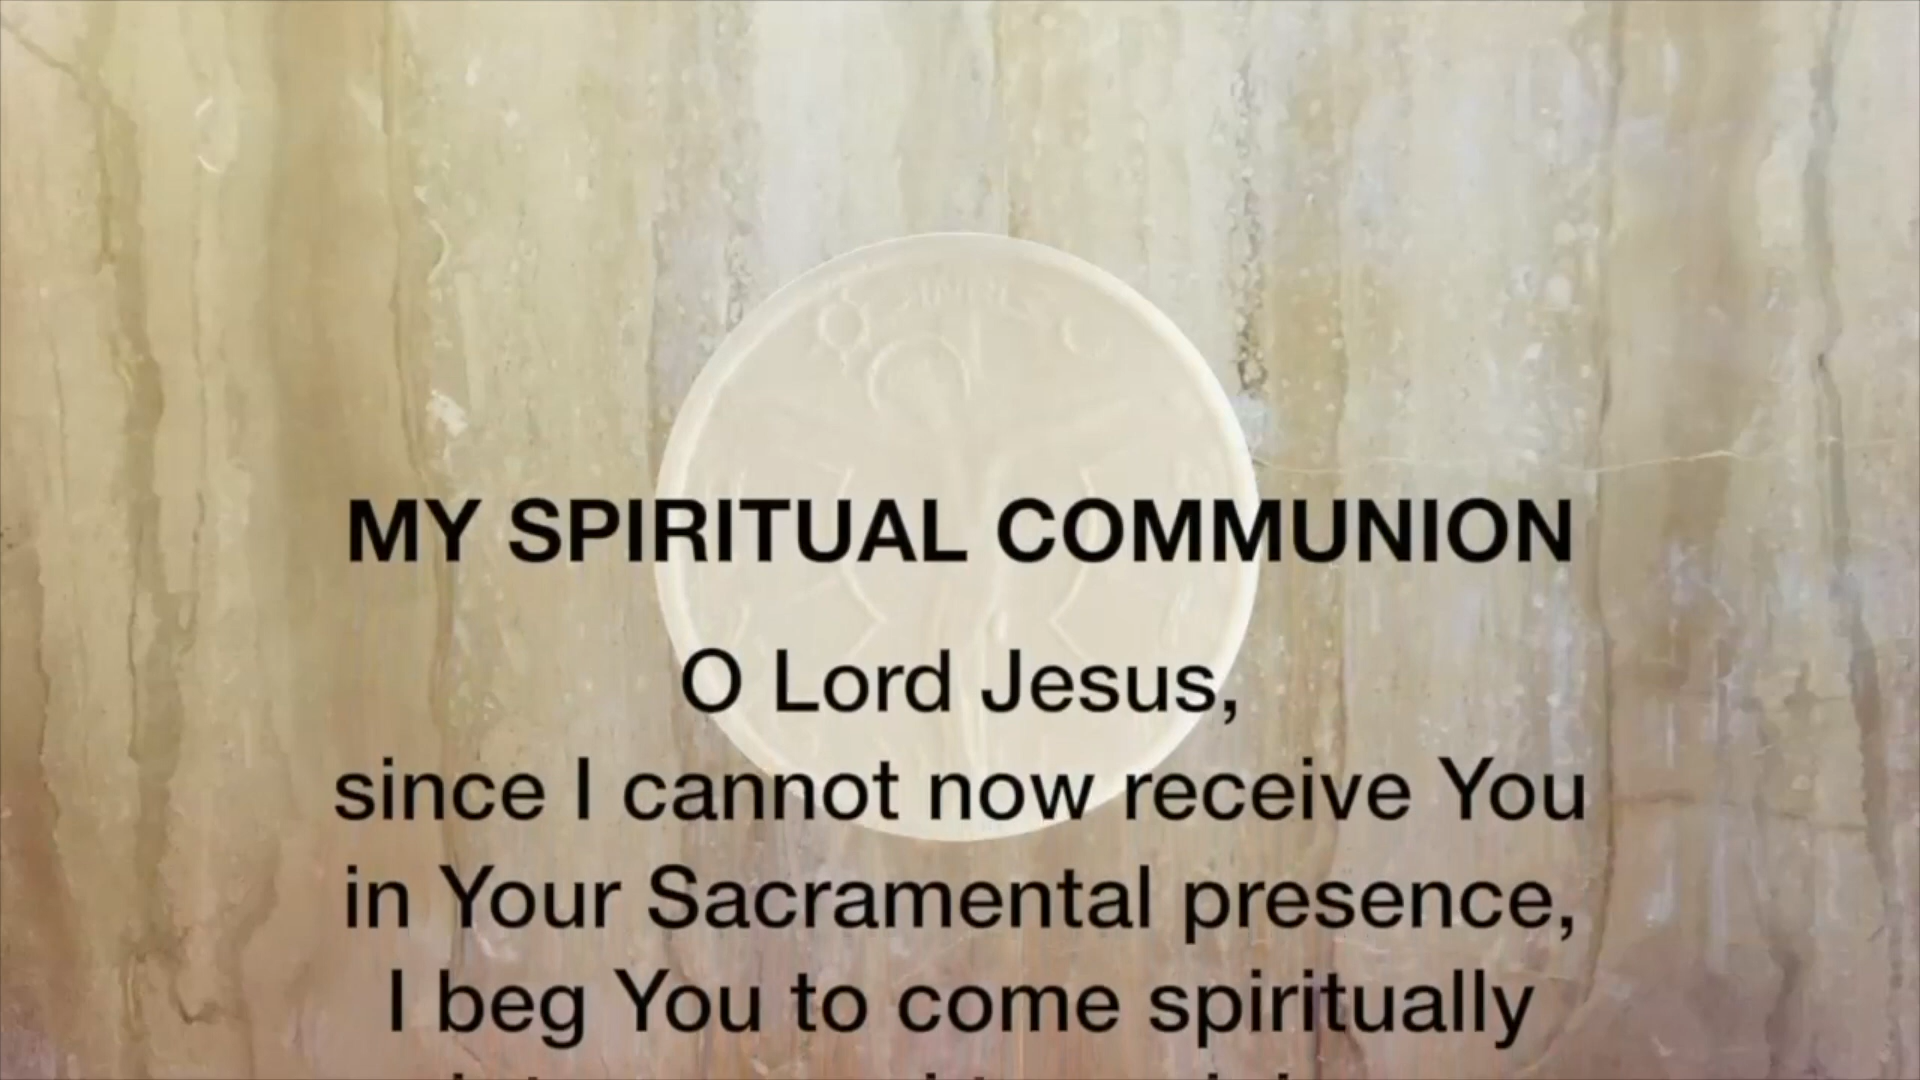 MY SPIRITUAL COMMUNION
O Lord Jesus,
since I cannot now receive You
in Your Sacramental presence,
I beg You to come spiritually